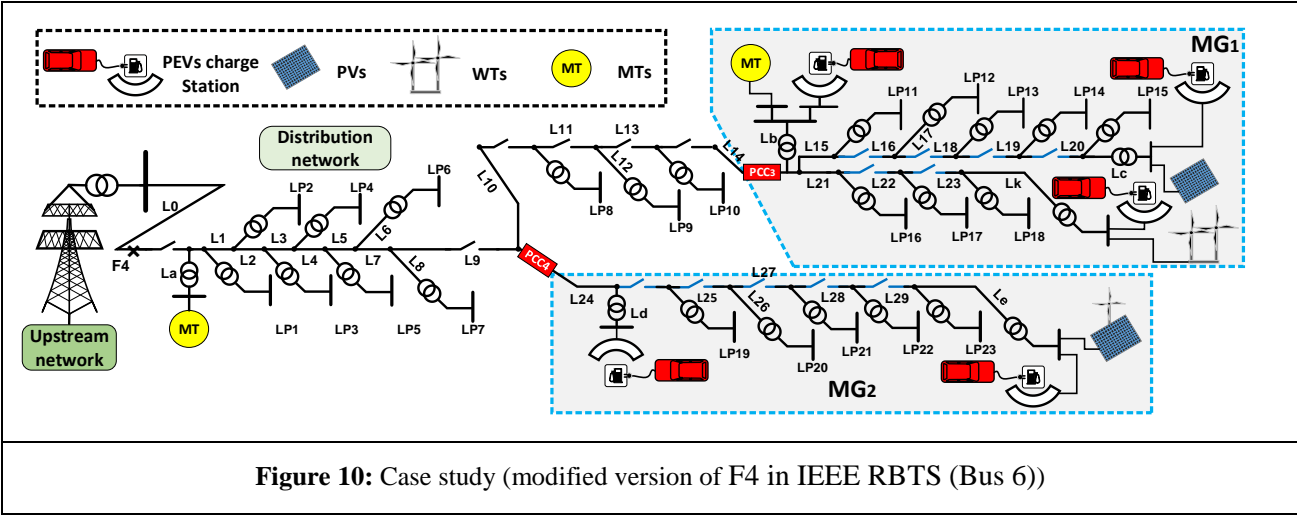 PEVs charge
Station
PVs
WTs
MT
MTs
Distribution
network
Upstream
network
L0
F4
La
MT
L1
L2
L3
L4
L5
L6
L7
L8
L9
L10
LP2
LP4
LP6
LP1
LP3
LP5
LP7
L11
L12
L13
L14
LP8
LP9
LP10
PCC3
PCC4
MG1
MT
Lb
L15
L16
L17
L18
L19
L20
Lc
LP11
LP12
LP13
LP14
LP15
L21
L22
L23
Lk
LP16
LP17
LP18
L24
Ld
L25
L26
L27
L28
L29
Le
LP19
LP20
LP21
LP22
LP23
MG2
Figure 10: Case study (modified version of F4 in IEEE RBTS (Bus 6))